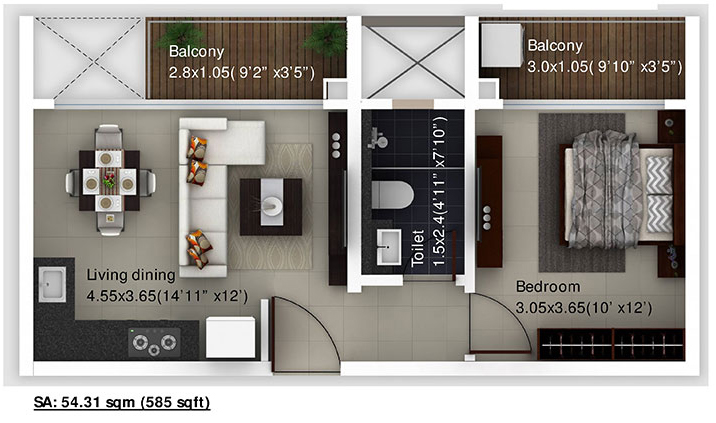 Balcony
2.8x1.05( 9'2" x3'5")
Balcony
3.0x1.05( 9'10" x3'5")
Toilet
1.5x2.4(4'11" x7'10")
Living dining
4.55x3.65(14'11" x12')
Bedroom
3.05x3.65(10' x12')
SA: 54.31 sqm (585 sqft)